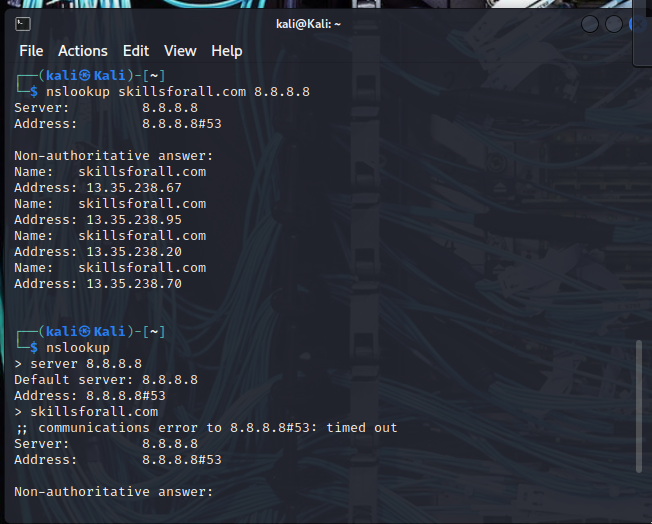 kali@Kali: ~
File Actions Edit View Help
┌──(kali㉿Kali)-[~]
└─$ nslookup skillsforall.com 8.8.8.8
Server: 8.8.8.8
Address: 8.8.8.8#53
Non-authoritative answer:
Name: skillsforall.com
Address: 13.35.238.67
Name: skillsforall.com
Address: 13.35.238.95
Name: skillsforall.com
Address: 13.35.238.20
Name: skillsforall.com
Address: 13.35.238.70
┌──(kali㉿Kali)-[~]
└─$ nslookup
> server 8.8.8.8
Default server: 8.8.8.8
Address: 8.8.8.8#53
> skillsforall.com
;; communications error to 8.8.8.8#53: timed out
Server: 8.8.8.8
Address: 8.8.8.8#53
Non-authoritative answer: